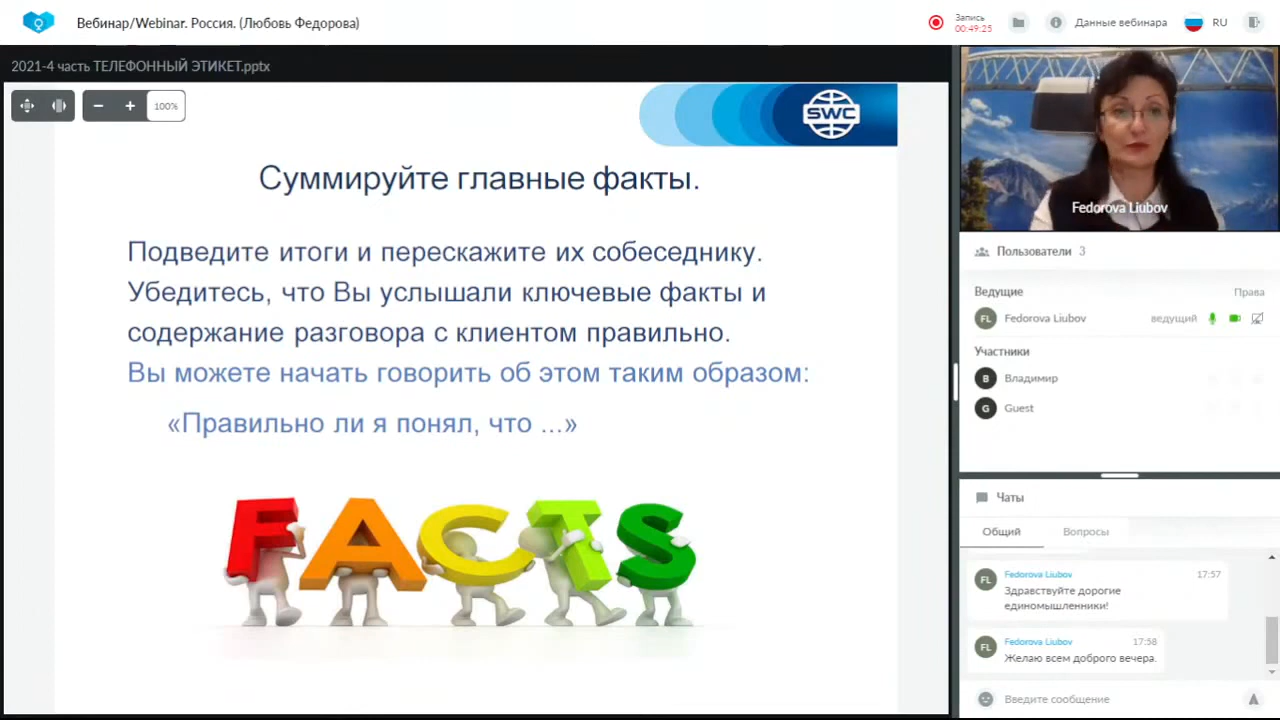 Вебинар/Webinar. Россия. (Любовь Федорова)
Запись
00:49:25
Данные вебинара
RU
2021-4 часть ТЕЛЕФОННЫЙ ЭТИКЕТ.pptx
100%
SWC
Суммируйте главные факты.
Подведите итоги и перескажите их собеседнику.
Убедитесь, что Вы услышали ключевые факты и
содержание разговора с клиентом правильно.
Вы можете начать говорить об этом таким образом:
«Правильно ли я понял, что ...»
FACTS
Fedorova Liubov
Пользователи 3
Ведущие Права
FL Fedorova Liubov ведущий
Участники
В Владимир
G Guest
Чаты
Общий Вопросы
FL Fedorova Liubov 17:57
Здравствуйте дорогие
единомышленники!
FL Fedorova Liubov 17:58
Желаю всем доброго вечера.
Введите сообщение